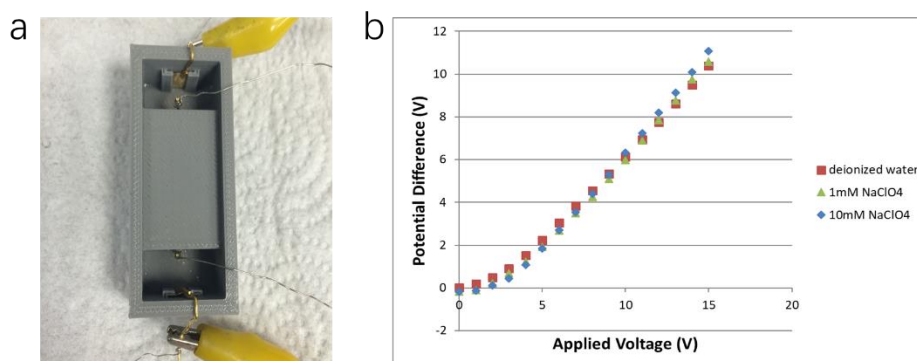 a
b
12
10
8
6
4
2
0
-2
Potential Difference (V)
0
5
10
15
20
Applied Voltage (V)
deionized water
1mM NaClO4
10mM NaClO4